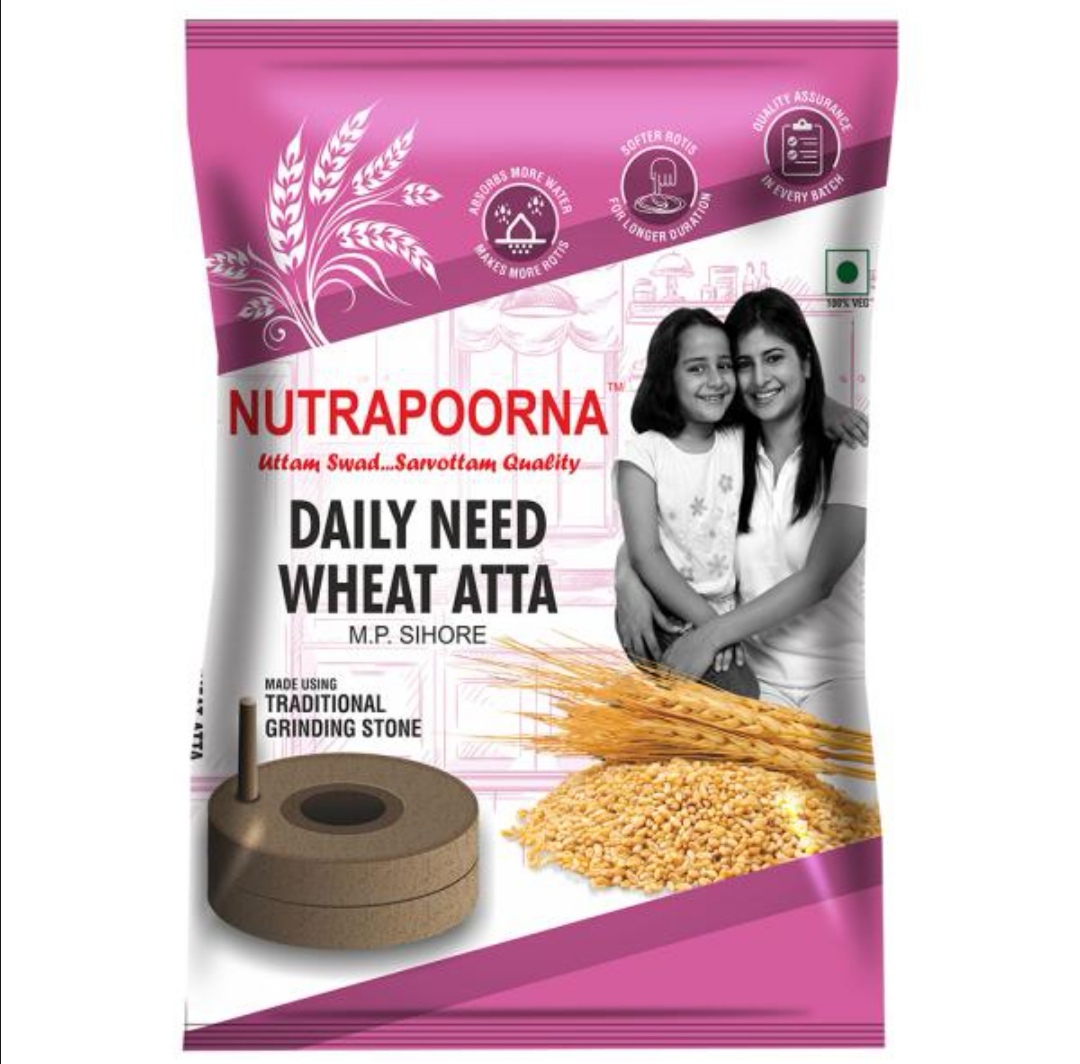 QUALITY ASSURANCE
IN EVERY BATCH
SOFTER ROTIS
FOR LONGER DURATION
ABSORBS MORE WATER
MAKES MORE ROTIS
100% VEG
NUTRAPOORNA™
Uttam Swad...Sarvottam Quality
DAILY NEED
WHEAT ATTA
M.P. SIHORE
MADE USING
TRADITIONAL
GRINDING STONE
ATTA